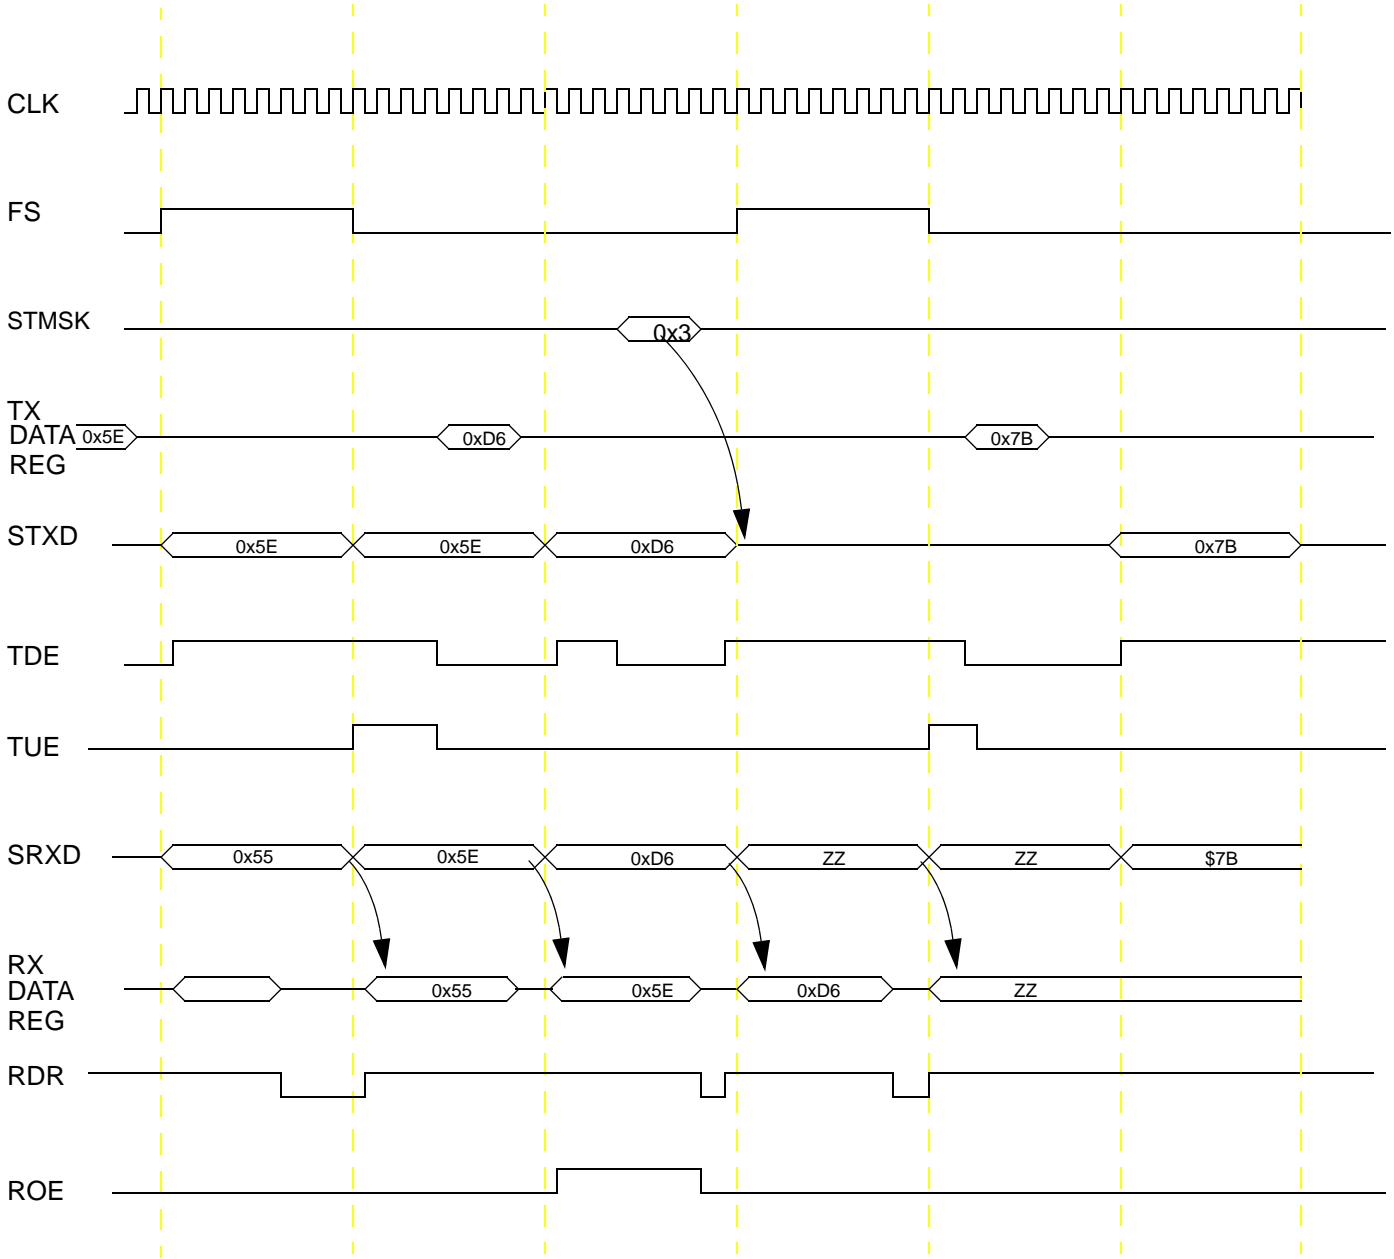 CLK
FS
STMSK
0x3
TX
DATA
REG
0x5E
0xD6
0x7B
STXD
0x5E
0x5E
0xD6
0x7B
TDE
TUE
SRXD
0x55
0x5E
0xD6
ZZ
ZZ
$7B
RX
DATA
REG
0x55
0x5E
0xD6
ZZ
RDR
ROE